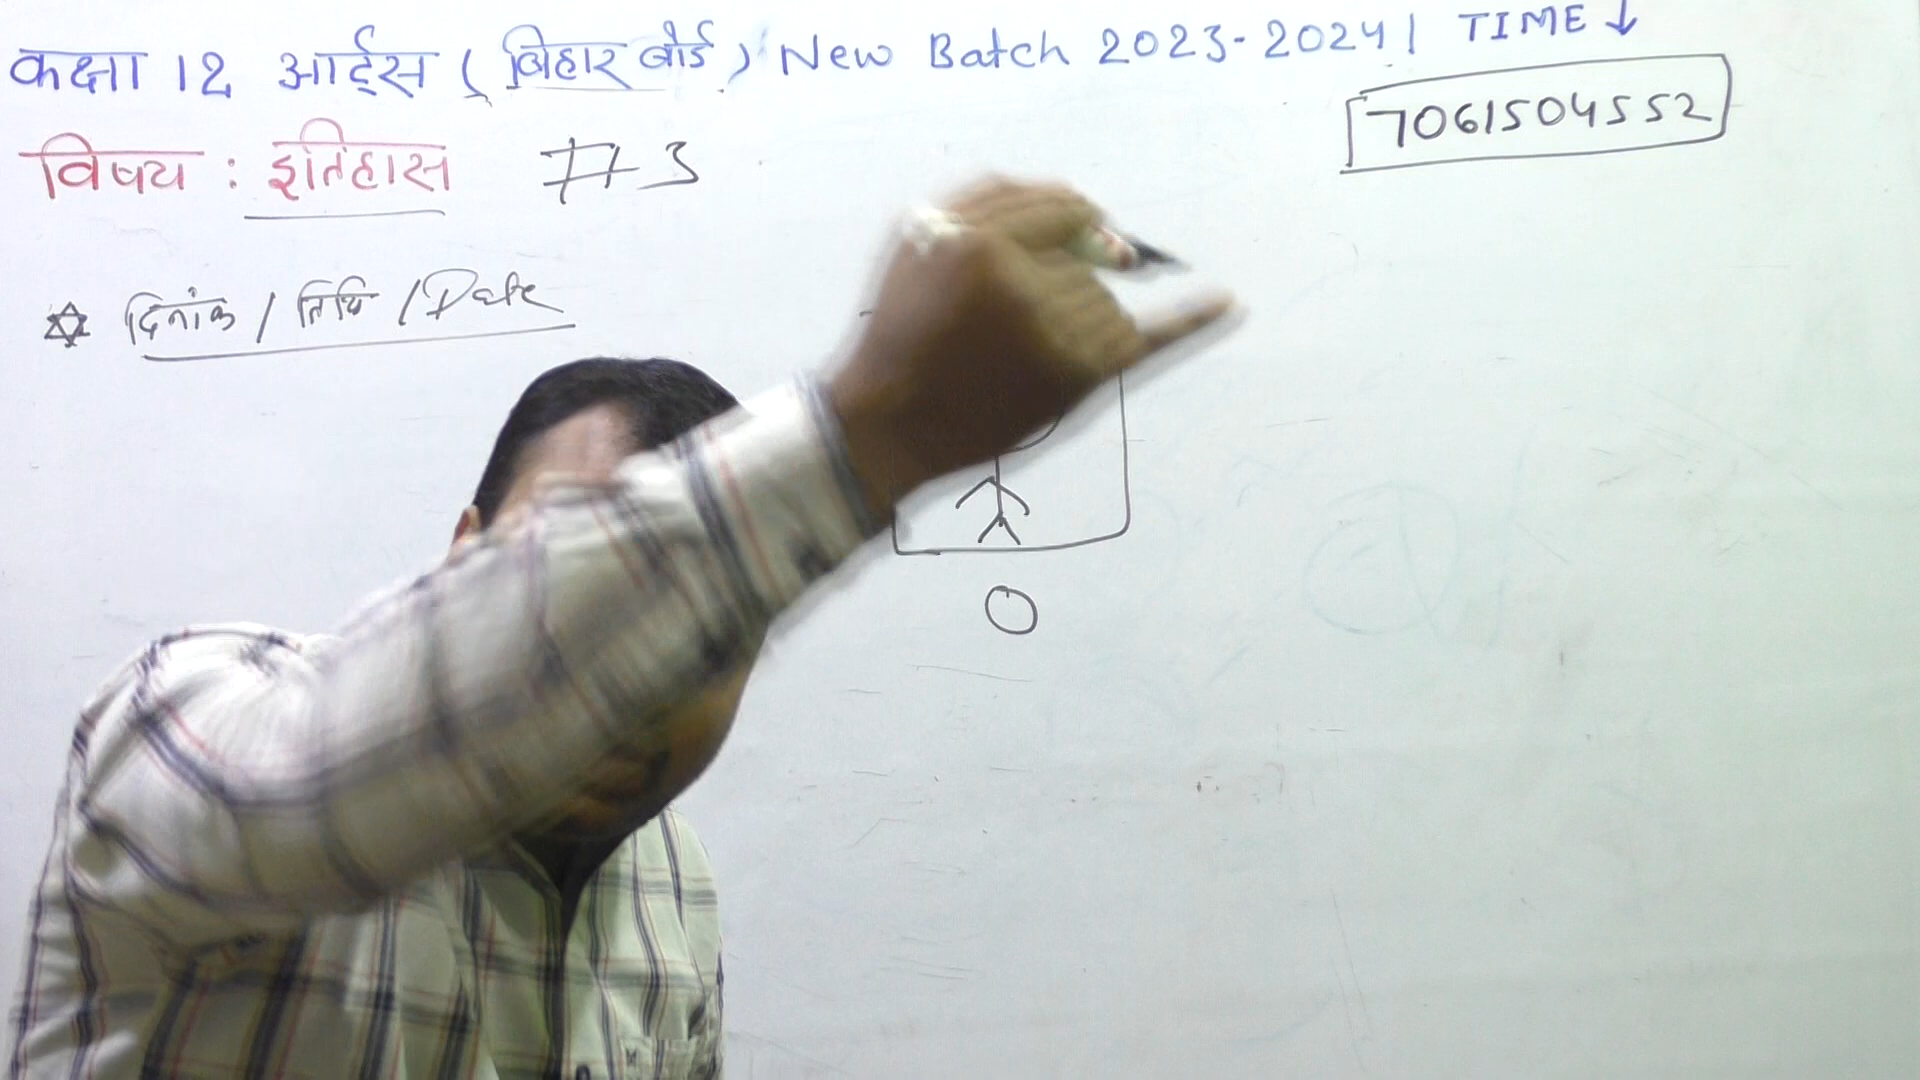 कक्षा 12 आर्ट्स (बिहार बोर्ड) New Batch 2023-2024 | TIME ↓
7061504552
विषय : इतिहास #3
☆ दिनांक / तिथि / Date